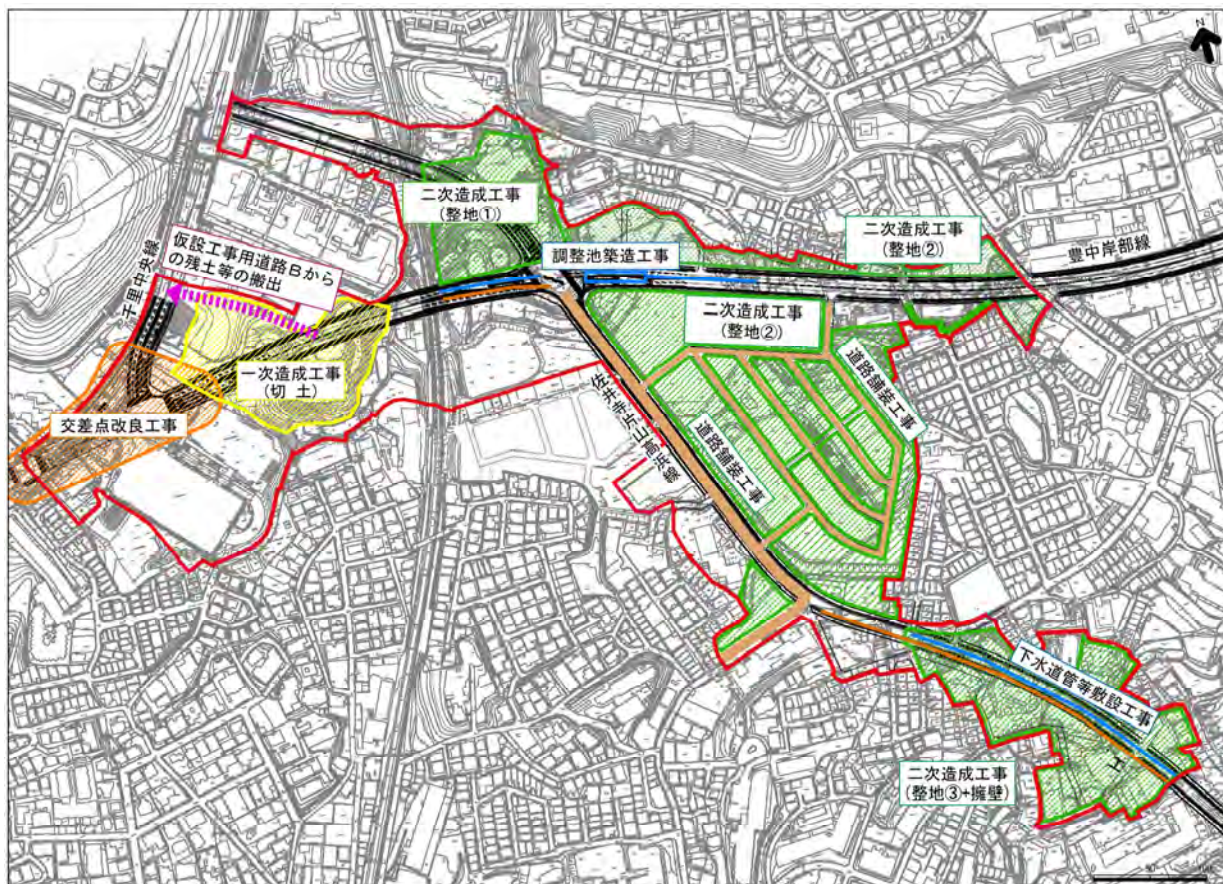 N
二次造成工事
(整地①)
仮設工事用道路Bから
の残土等の搬出
千里中央線
調整池築造工事
二次造成工事
(整地②)
豊中岸部線
二次造成工事
(整地②)
一次造成工事
(切 土)
交差点改良工事
道路舗装工事
道路舗装工事
佐井寺片山高浜線
下水道管等敷設工事
二次造成工事
(整地③+擁壁)
工